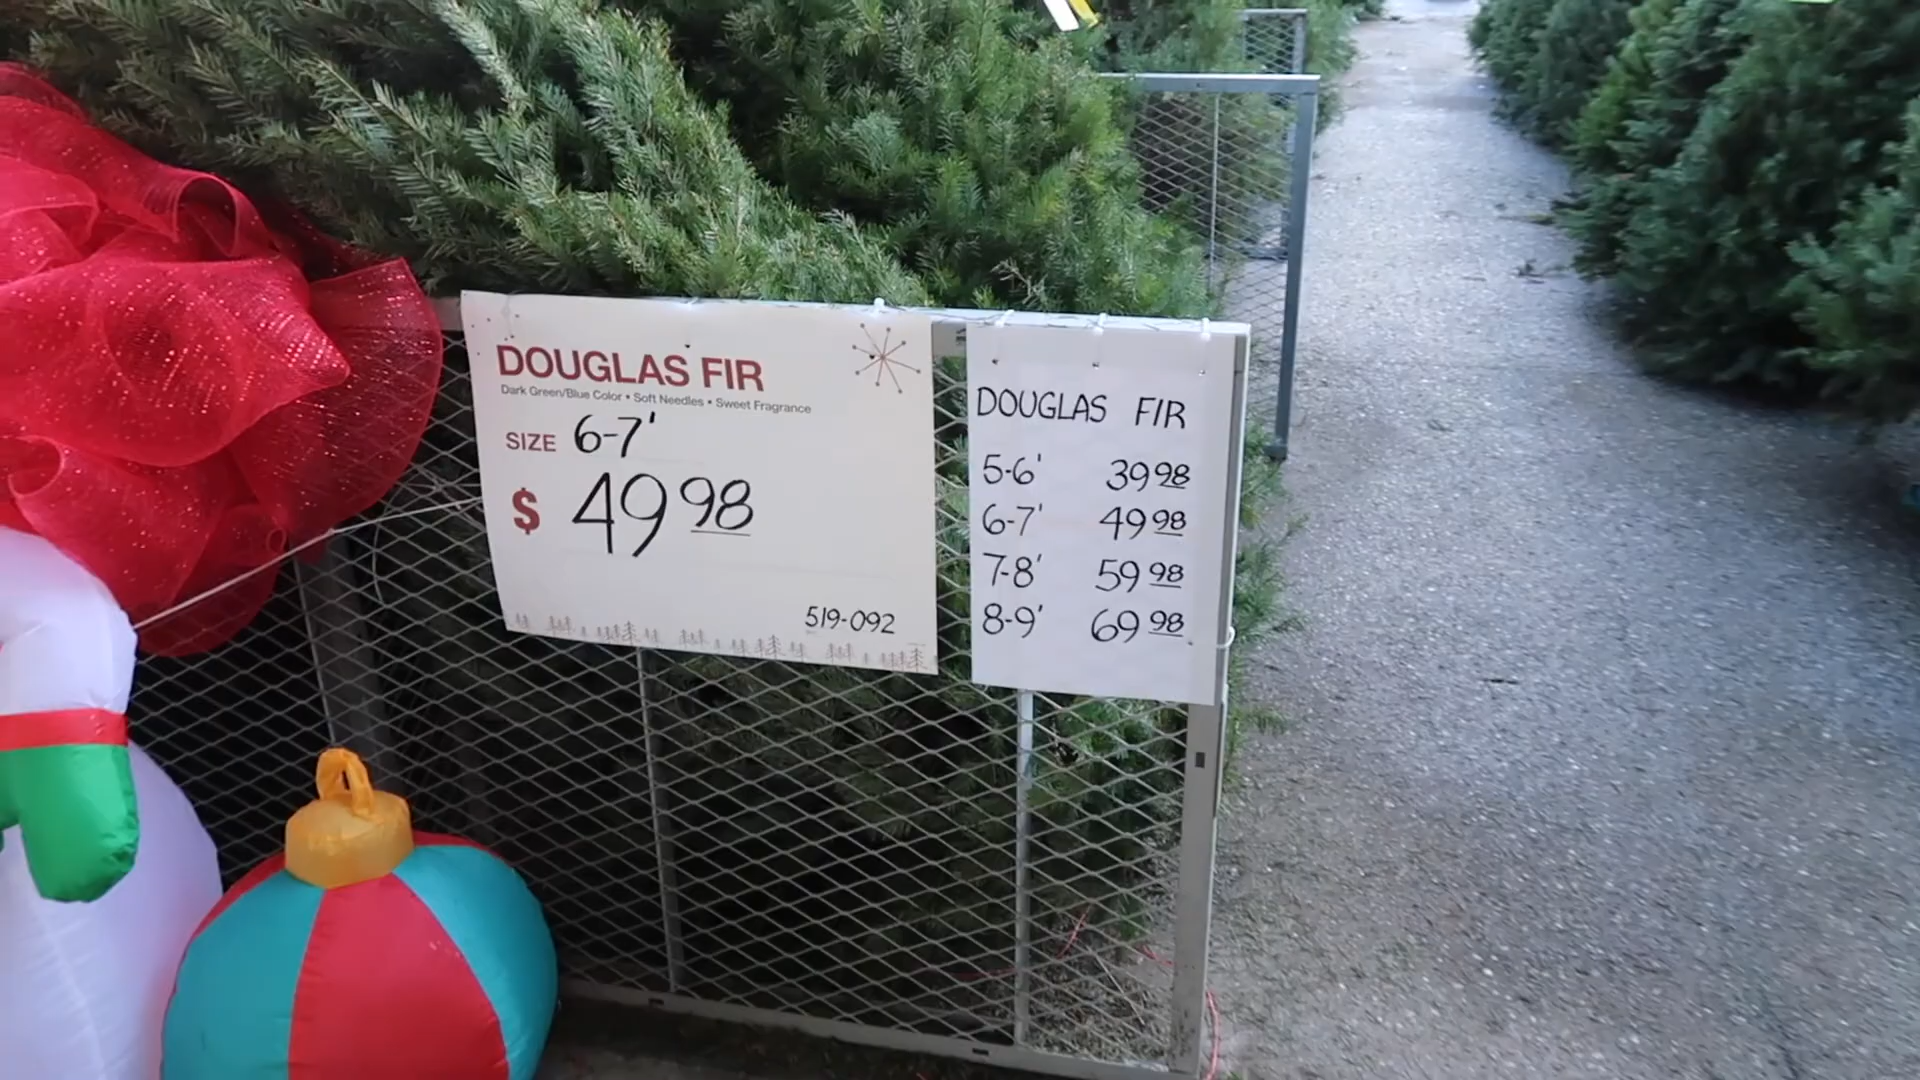 DOUGLAS FIR
Dark Green/Blue Color • Soft Needles • Sweet Fragrance
SIZE 6-7'
$ 49 98
519-092
DOUGLAS FIR
5-6' 39 98
6-7' 49 98
7-8' 59 98
8-9' 69 98